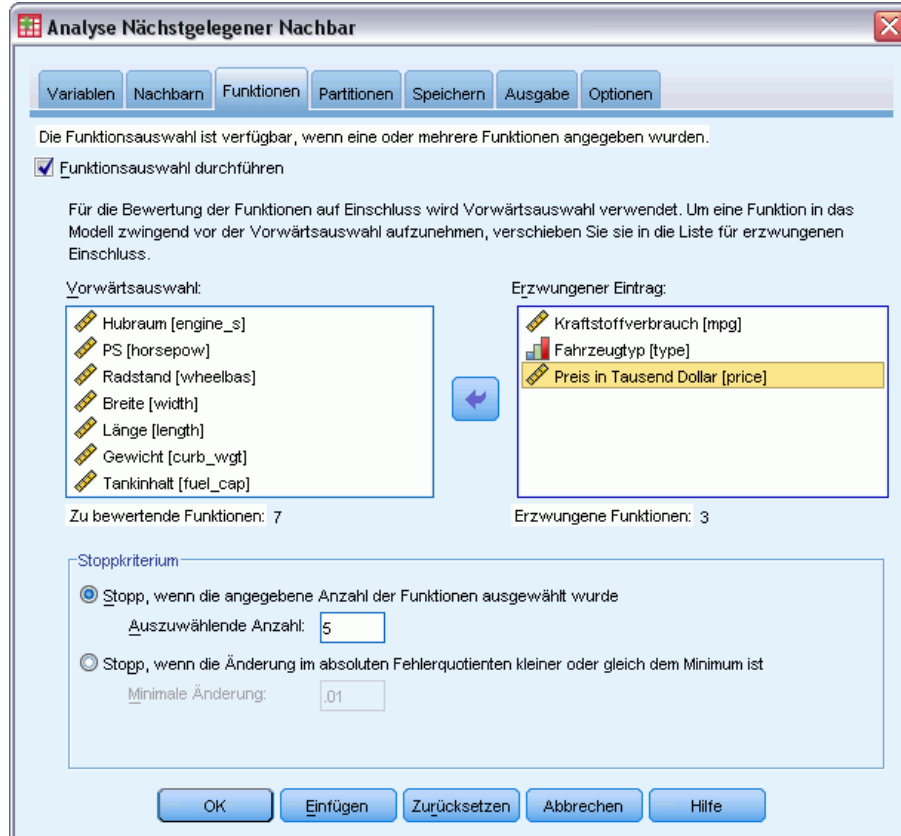 Analyse Nächstgelegener Nachbar
Variablen Nachbarn Funktionen Partitionen Speichern Ausgabe Optionen
Die Funktionsauswahl ist verfügbar, wenn eine oder mehrere Funktionen angegeben wurden.
Funktionsauswahl durchführen
Für die Bewertung der Funktionen auf Einschluss wird Vorwärtsauswahl verwendet. Um eine Funktion in das
Modell zwingend vor der Vorwärtsauswahl aufzunehmen, verschieben Sie sie in die Liste für erzwungenen
Einschluss.
Vorwärtsauswahl:
Hubraum [engine_s]
PS [horsepow]
Radstand [wheelbas]
Breite [width]
Länge [length]
Gewicht [curb_wgt]
Tankinhalt [fuel_cap]
Zu bewertende Funktionen: 7
Erzwungener Eintrag:
Kraftstoffverbrauch [mpg]
Fahrzeugtyp [type]
Preis in Tausend Dollar [price]
Erzwungene Funktionen: 3
Stoppkriterium
Stopp, wenn die angegebene Anzahl der Funktionen ausgewählt wurde
Auszuwählende Anzahl: 5
Stopp, wenn die Änderung im absoluten Fehlerquotienten kleiner oder gleich dem Minimum ist
Minimale Änderung: .01
OK Einfügen Zurücksetzen Abbrechen Hilfe